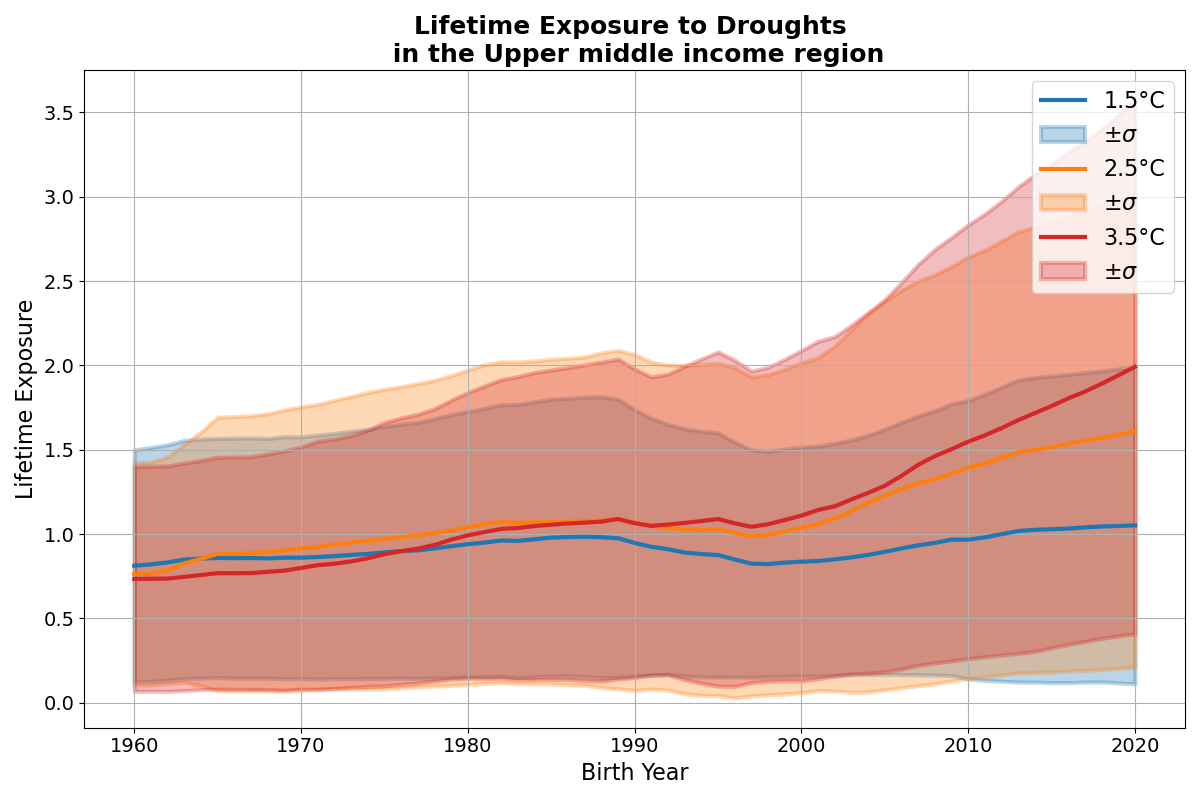 Lifetime Exposure to Droughts
in the Upper middle income region
Lifetime Exposure
3.5
3.0
2.5
2.0
1.5
1.0
0.5
0.0
1.5°C
±σ
2.5°C
±σ
3.5°C
±σ
1960 1970 1980 1990 2000 2010 2020
Birth Year